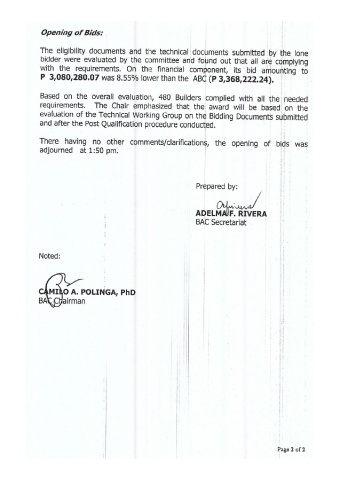 Opening of Bids:
The eligibility documents and the technical documents submitted by the lone
bidder were evaluated by the committee and found out that all are complying
with the requirements. On the financial component, its bid amounting to
P 3,080,280.07 was 8.55% lower than the ABC (P 3,368,222.24).
Based on the overall evaluation, 480 Builders complied with all the needed
requirements. The Chair emphasized that the award will be based on the
evaluation of the Technical Working Group on the Bidding Documents submitted
and after the Post Qualification procedure conducted.
There having no other comments/clarifications, the opening of bids was
adjourned at 1:50 pm.
Prepared by:
ADELMA F. RIVERA
BAC Secretariat
Noted:
CAMILO A. POLINGA, PhD
BAC Chairman
Page 2 of 2